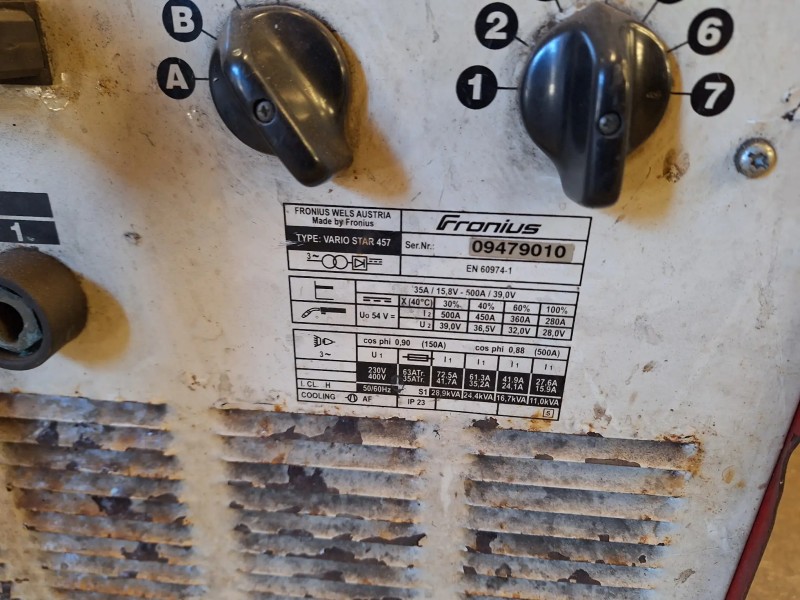 B
A
2
1
6
7
1
FRONIUS WELS AUSTRIA
Made by Fronius
TYPE: VARIO STAR 457
3~
Fronius
Ser.Nr.: 09479010
EN 60974-1
35A / 15,8V - 500A / 39,0V
X (40°C) 30% 40% 60% 100%
U0 54 V = I2 500A 450A 360A 280A
U2 39,0V 36,5V 32,0V 28,0V
3~
cos phi 0,90 (150A) cos phi 0,88 (500A)
U1 I1 I1 I1 I1
230V 63ATr. 72.5A 61.3A 41.9A 27.6A
400V 35ATr. 41.7A 35.2A 24.1A 15.9A
I. CL. H 50/60Hz S1 28,9kVA 24,4kVA 16,7kVA 11,0kVA
COOLING AF IP 23 S